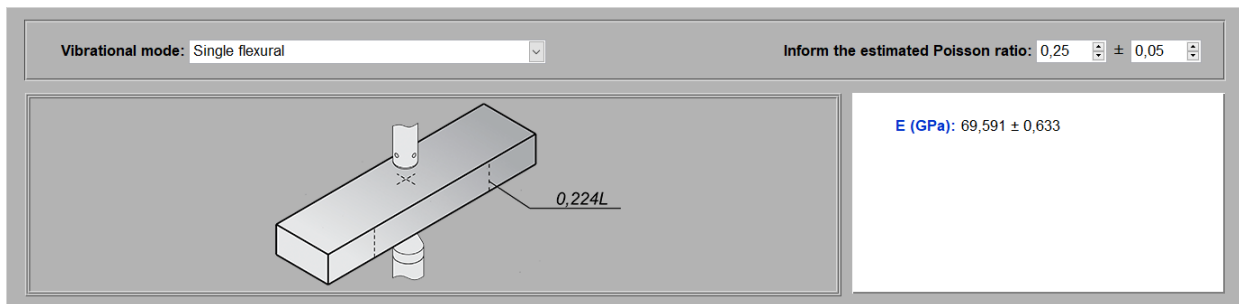 Vibrational mode: Single flexural
Inform the estimated Poisson ratio: 0,25 ± 0,05
E (GPa): 69,591 ± 0,633
0,224L